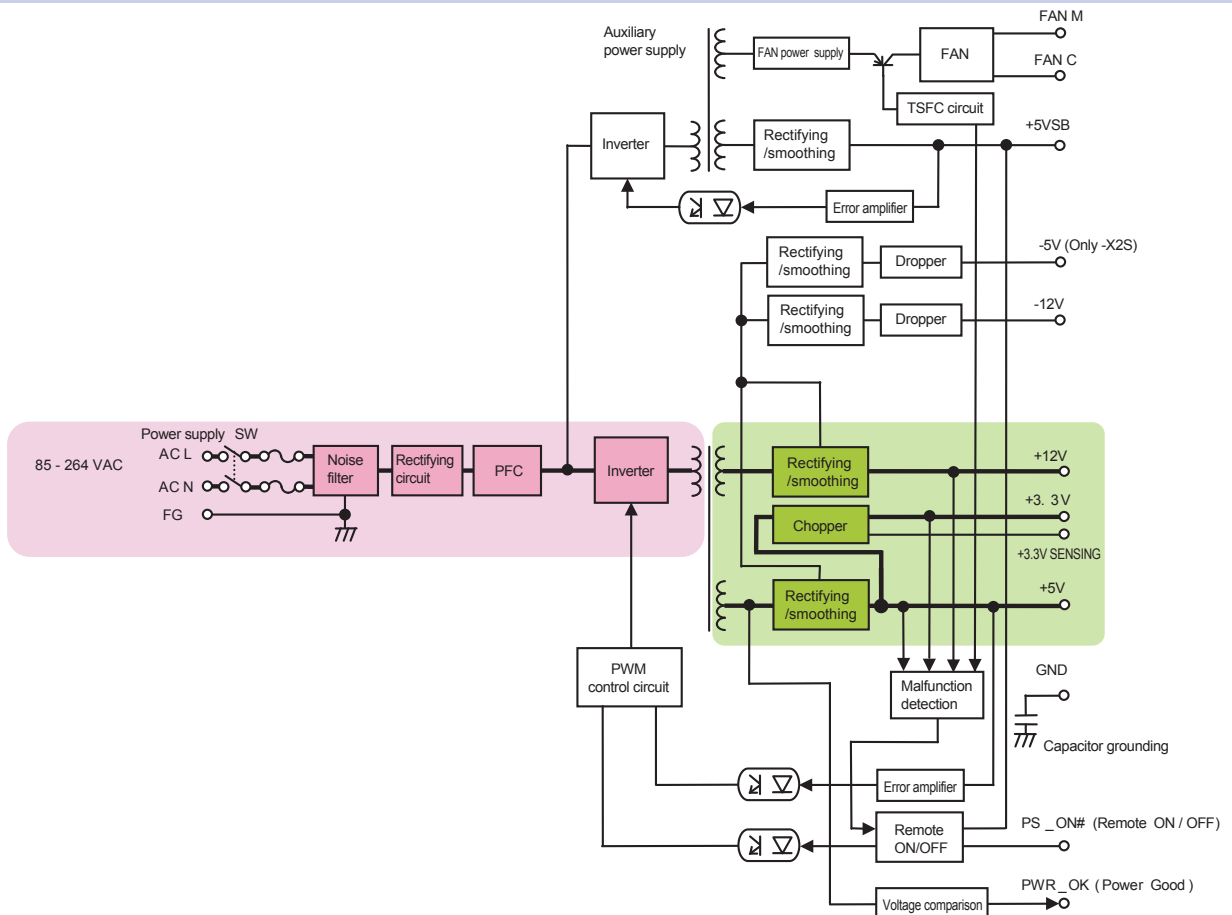 FAN M
Auxiliary
power supply
FAN power supply
FAN
FAN C
TSFC circuit
+5VSB
Inverter
Rectifying
/smoothing
Error amplifier
-5V (Only -X2S)
Rectifying
/smoothing
Dropper
-12V
Rectifying
/smoothing
Dropper
Power supply SW
85 - 264 VAC
AC L
AC N
FG
Noise
filter
Rectifying
circuit
PFC
Inverter
Rectifying
/smoothing
+12V
+3. 3V
Chopper
+3.3V SENSING
+5V
Rectifying
/smoothing
PWM
control circuit
Malfunction
detection
GND
Capacitor grounding
Error amplifier
PS _ON# (Remote ON / OFF)
Remote
ON/OFF
PWR_OK ( Power Good )
Voltage comparison